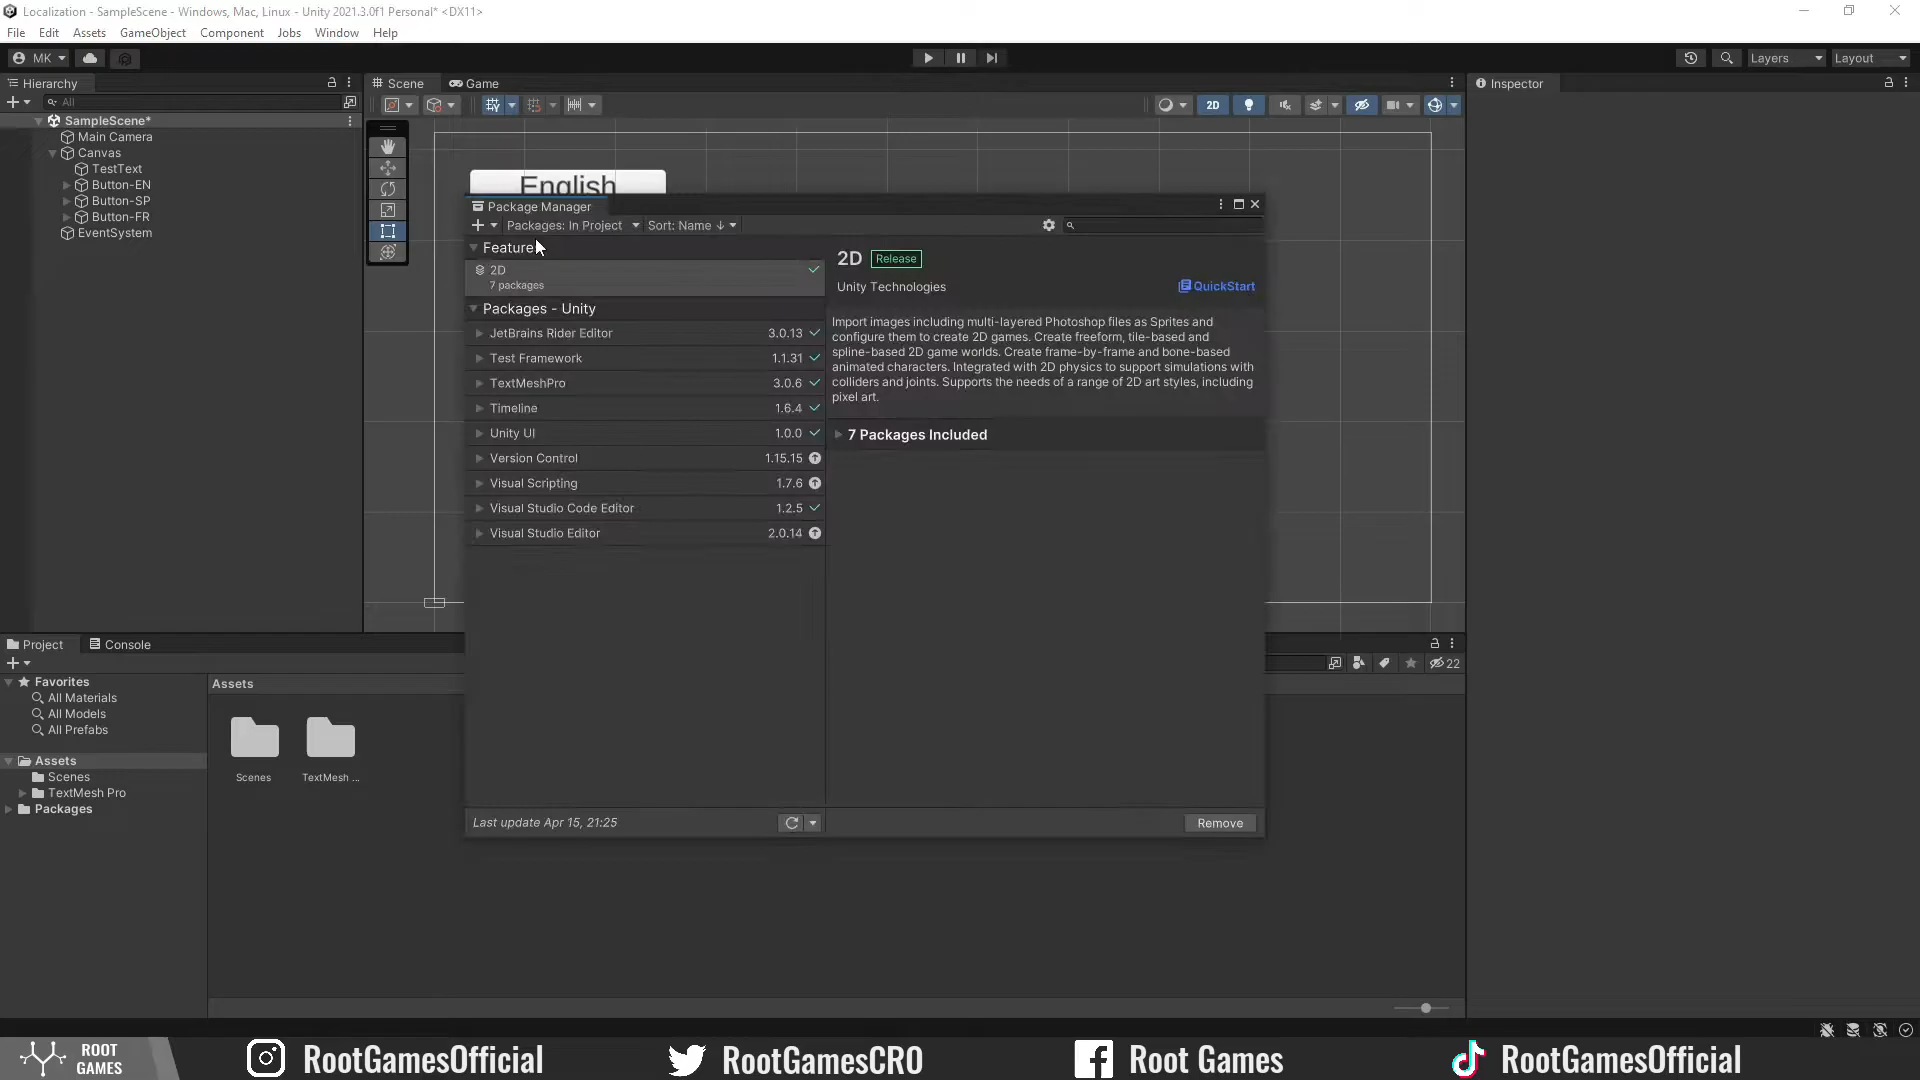 Localization - SampleScene - Windows, Mac, Linux - Unity 2021.3.0f1 Personal* <DX11>
File Edit Assets GameObject Component Jobs Window Help
MK
Layers
Layout
Hierarchy
All
SampleScene*
Main Camera
Canvas
TestText
Button-EN
Button-SP
Button-FR
EventSystem
Scene
Game
2D
English
Inspector
Package Manager
Packages: In Project
Sort: Name ↓
Feature
2D
7 packages
Packages - Unity
JetBrains Rider Editor 3.0.13
Test Framework 1.1.31
TextMeshPro 3.0.6
Timeline 1.6.4
Unity UI 1.0.0
Version Control 1.15.15
Visual Scripting 1.7.6
Visual Studio Code Editor 1.2.5
Visual Studio Editor 2.0.14
Last update Apr 15, 21:25
2D Release
Unity Technologies
QuickStart
Import images including multi-layered Photoshop files as Sprites and
configure them to create 2D games. Create freeform, tile-based and
spline-based 2D game worlds. Create frame-by-frame and bone-based
animated characters. Integrated with 2D physics to support simulations with
colliders and joints. Supports the needs of a range of 2D art styles, including
pixel art.
7 Packages Included
Remove
Project
Console
22
Favorites
All Materials
All Models
All Prefabs
Assets
Scenes
TextMesh Pro
Packages
Assets
Scenes
TextMesh ...
ROOT
GAMES
RootGamesOfficial
RootGamesCRO
Root Games
RootGamesOfficial